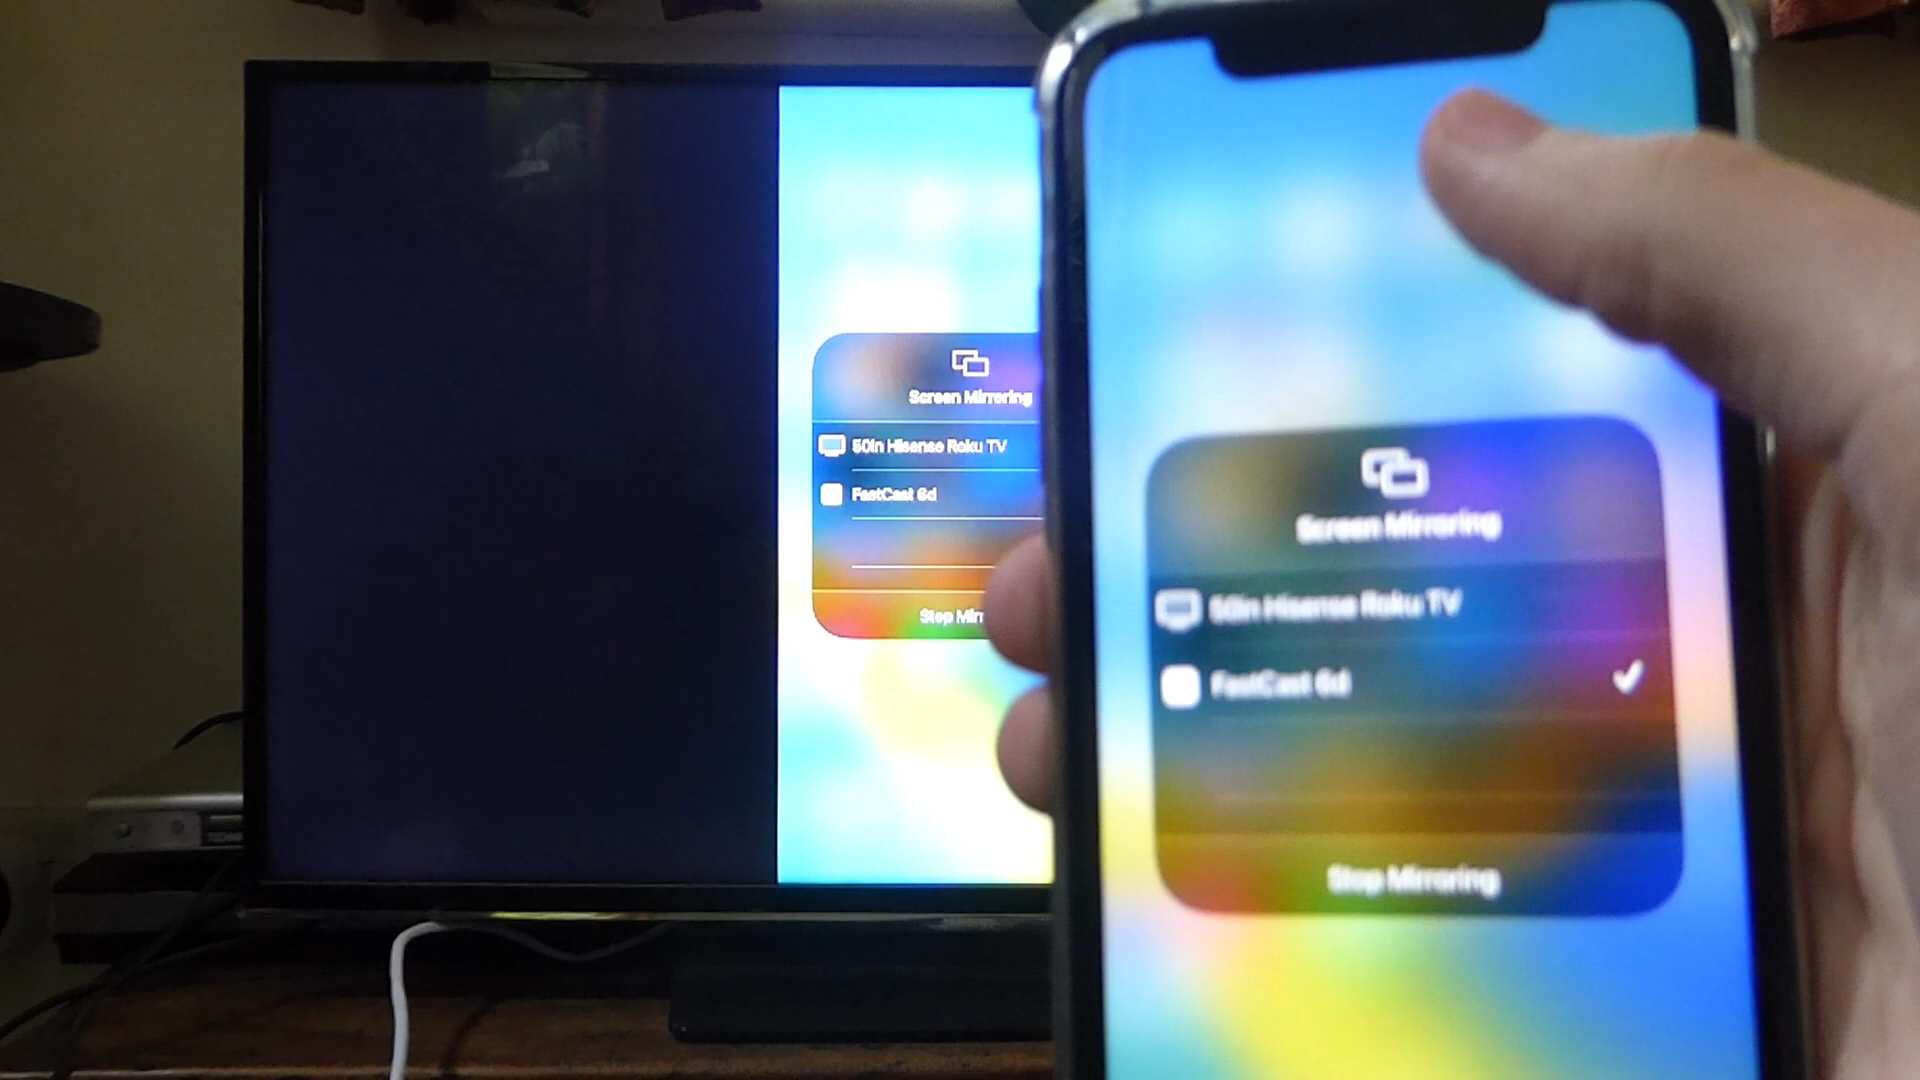 Screen Mirroring
50in Hisense Roku TV
FastCast 6d
Stop Mirr
Screen Mirroring
50in Hisense Roku TV
FastCast 6d
Stop Mirroring